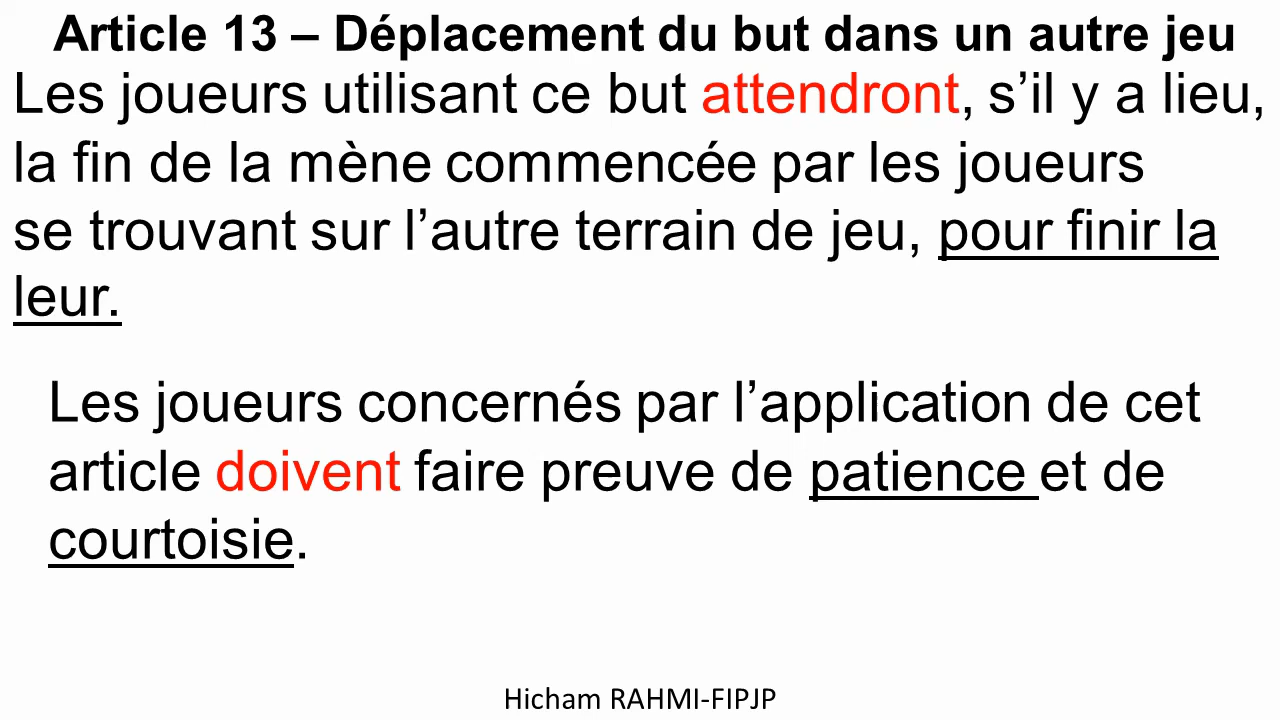 Article 13 – Déplacement du but dans un autre jeu
Les joueurs utilisant ce but attendront, s’il y a lieu,
la fin de la mène commencée par les joueurs
se trouvant sur l’autre terrain de jeu, pour finir la
leur.
Les joueurs concernés par l’application de cet
article doivent faire preuve de patience et de
courtoisie.
Hicham RAHMI-FIPJP